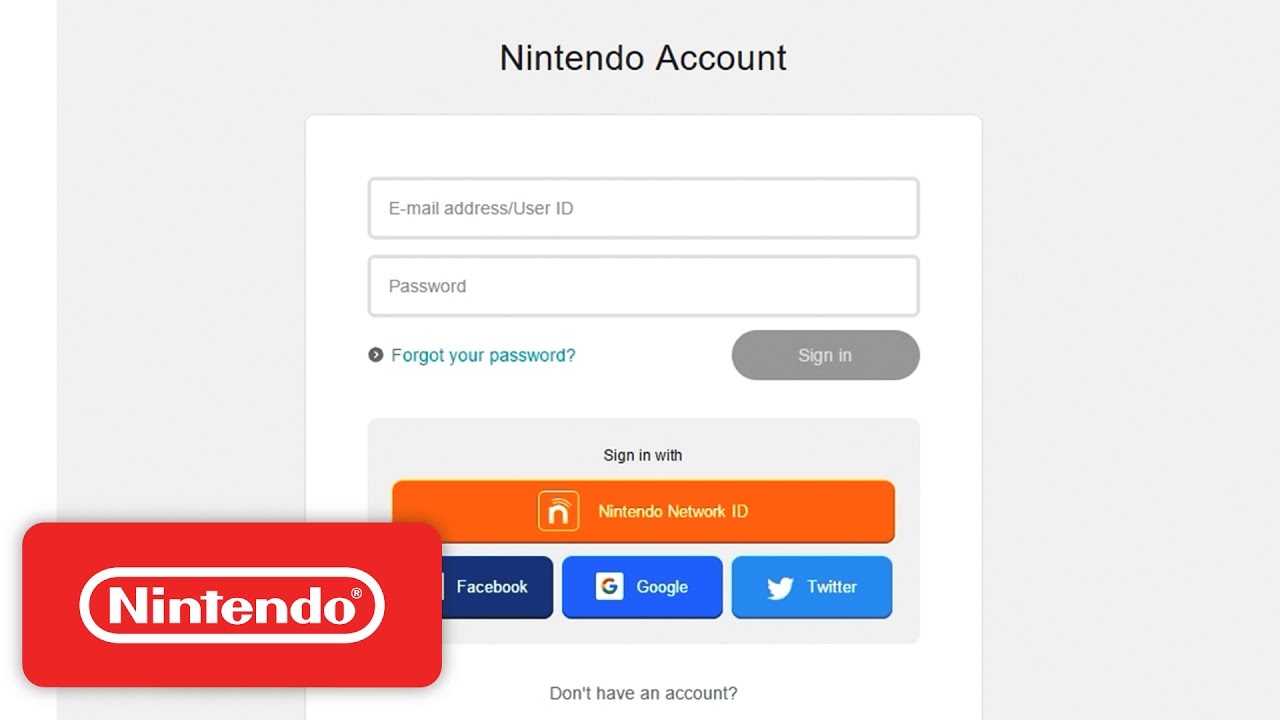 Nintendo Account
E-mail address/User ID
Password
Forgot your password?
Sign in
Sign in with
Nintendo Network ID
Facebook
Google
Twitter
Nintendo®
Don't have an account?